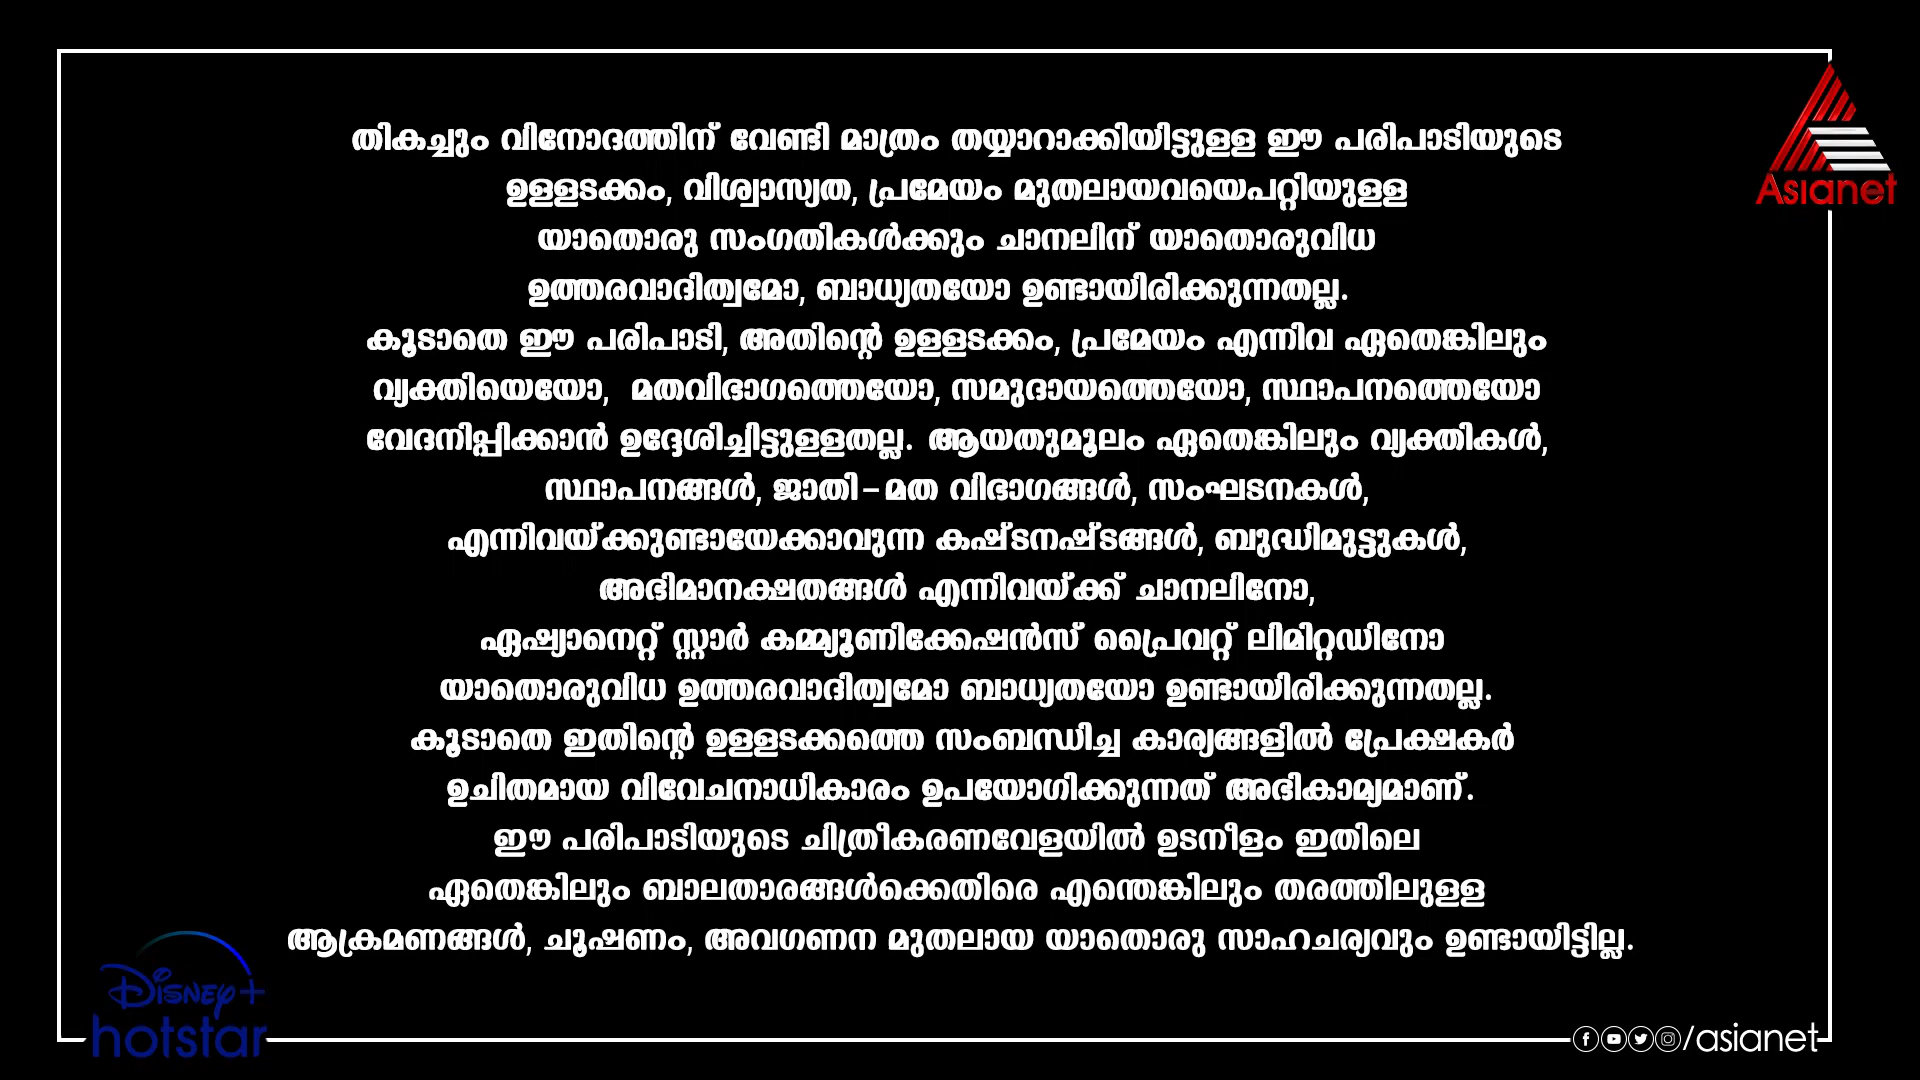 തികച്ചും വിനോദത്തിന് വേണ്ടി മാത്രം തയ്യാറാക്കിയിട്ടുള്ള ഈ പരിപാടിയുടെ
ഉള്ളടക്കം, വിശ്വാസ്യത, പ്രമേയം മുതലായവയെപറ്റിയുള്ള
യാതൊരു സംഗതികൾക്കും ചാനലിന് യാതൊരുവിധ
ഉത്തരവാദിത്വമോ, ബാധ്യതയോ ഉണ്ടായിരിക്കുന്നതല്ല.
കൂടാതെ ഈ പരിപാടി, അതിന്റെ ഉള്ളടക്കം, പ്രമേയം എന്നിവ ഏതെങ്കിലും
വ്യക്തിയെയോ, മതവിഭാഗത്തെയോ, സമുദായത്തെയോ, സ്ഥാപനത്തെയോ
വേദനിപ്പിക്കാൻ ഉദ്ദേശിച്ചിട്ടുള്ളതല്ല. ആയതുമൂലം ഏതെങ്കിലും വ്യക്തികൾ,
സ്ഥാപനങ്ങൾ, ജാതി-മത വിഭാഗങ്ങൾ, സംഘടനകൾ,
എന്നിവയ്ക്കുണ്ടായേക്കാവുന്ന കഷ്ടനഷ്ടങ്ങൾ, ബുദ്ധിമുട്ടുകൾ,
അഭിമാനക്ഷതങ്ങൾ എന്നിവയ്ക്ക് ചാനലിനോ,
ഏഷ്യാനെറ്റ് സ്റ്റാർ കമ്മ്യൂണിക്കേഷൻസ് പ്രൈവറ്റ് ലിമിറ്റഡിനോ
യാതൊരുവിധ ഉത്തരവാദിത്വമോ ബാധ്യതയോ ഉണ്ടായിരിക്കുന്നതല്ല.
കൂടാതെ ഇതിന്റെ ഉള്ളടക്കത്തെ സംബന്ധിച്ച കാര്യങ്ങളിൽ പ്രേക്ഷകർ
ഉചിതമായ വിവേചനാധികാരം ഉപയോഗിക്കുന്നത് അഭികാമ്യമാണ്.
ഈ പരിപാടിയുടെ ചിത്രീകരണവേളയിൽ ഉടനീളം ഇതിലെ
ഏതെങ്കിലും ബാലതാരങ്ങൾക്കെതിരെ എന്തെങ്കിലും തരത്തിലുള്ള
ആക്രമണങ്ങൾ, ചൂഷണം, അവഗണന മുതലായ യാതൊരു സാഹചര്യവും ഉണ്ടായിട്ടില്ല.
Asianet
Disney+
hotstar
/asianet